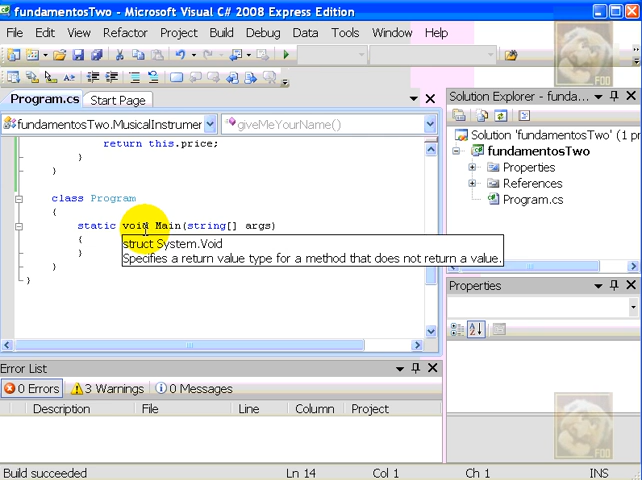 fundamentosTwo - Microsoft Visual C# 2008 Express Edition
File Edit View Refactor Project Build Debug Data Tools Window Help
Program.cs Start Page
fundamentosTwo.MusicalInstrumer giveMeYourName()
return this.price;
}
}
class Program
{
static void Main(string[] args)
{
struct System.Void
Specifies a return value type for a method that does not return a value.
}
}
}
Solution Explorer - funda...
Solution 'fundamentosTwo' (1 pr
fundamentosTwo
Properties
References
Program.cs
Properties
Error List
0 Errors 3 Warnings 0 Messages
Description File Line Column Project
Build succeeded Ln 14 Col 1 Ch 1 INS
FOO
FOO